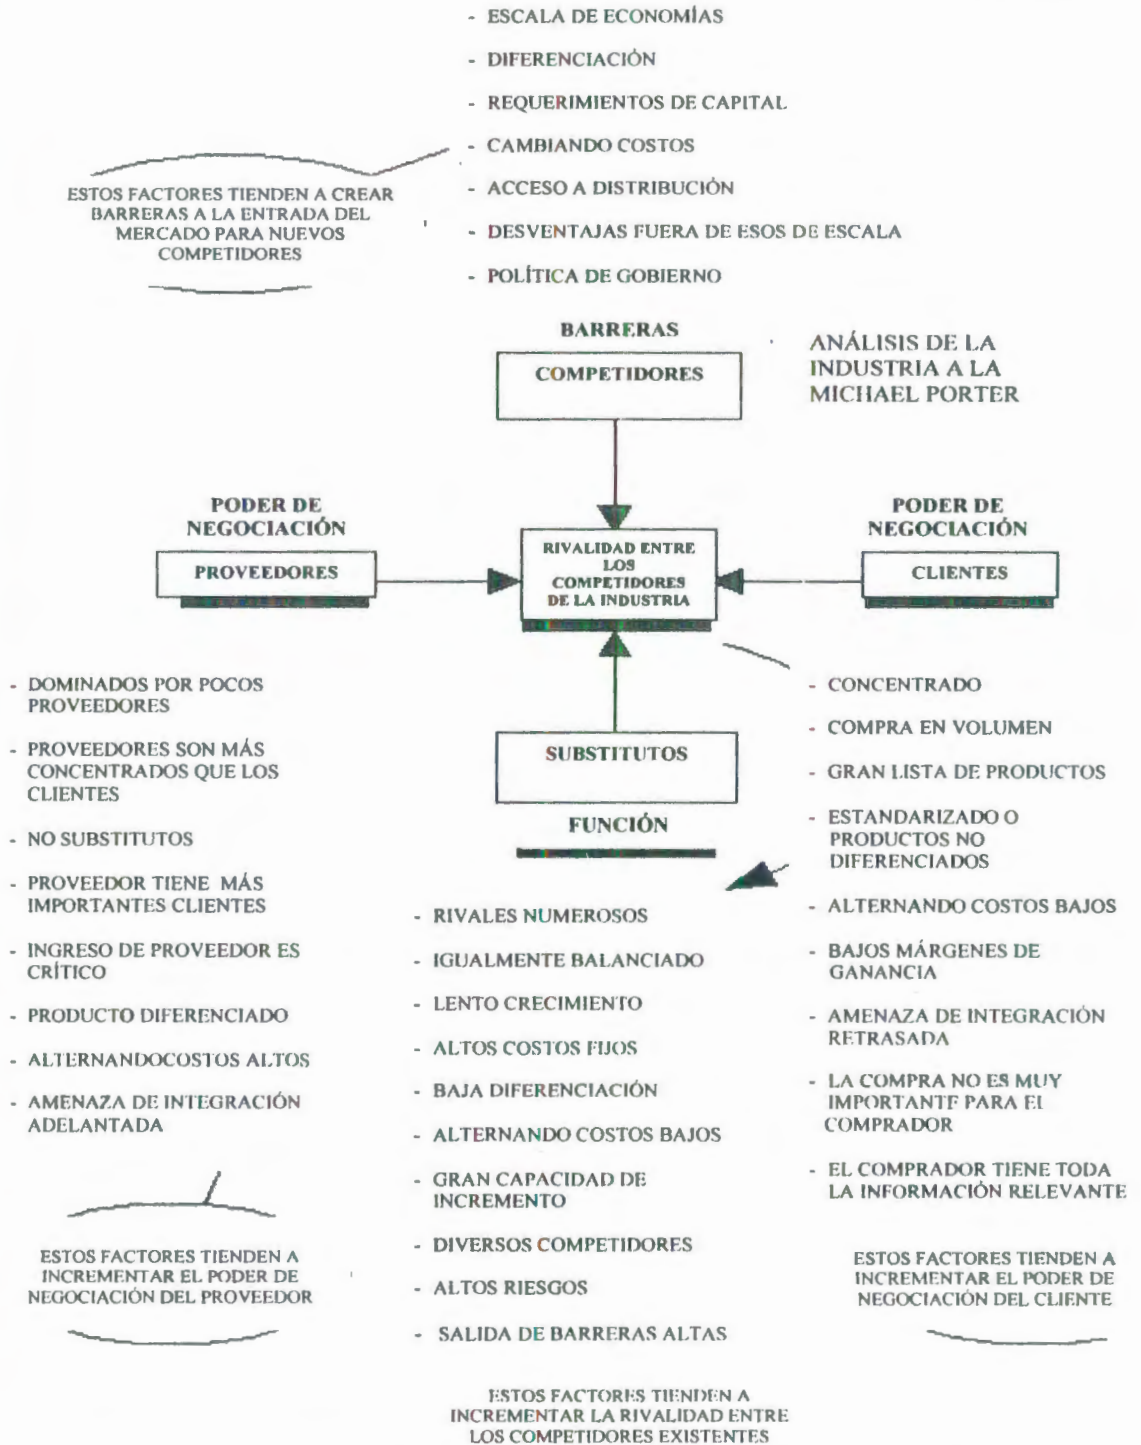 - ESCALA DE ECONOMÍAS
- DIFERENCIACIÓN
- REQUERIMIENTOS DE CAPITAL
- CAMBIANDO COSTOS
- ACCESO A DISTRIBUCIÓN
- DESVENTAJAS FUERA DE ESOS DE ESCALA
- POLÍTICA DE GOBIERNO
ESTOS FACTORES TIENDEN A CREAR
BARRERAS A LA ENTRADA DEL
MERCADO PARA NUEVOS
COMPETIDORES
BARRERAS
COMPETIDORES
ANÁLISIS DE LA
INDUSTRIA A LA
MICHAEL PORTER
PODER DE
NEGOCIACIÓN
PROVEEDORES
RIVALIDAD ENTRE
LOS
COMPETIDORES
DE LA INDUSTRIA
PODER DE
NEGOCIACIÓN
CLIENTES
SUBSTITUTOS
FUNCIÓN
- DOMINADOS POR POCOS
PROVEEDORES
- PROVEEDORES SON MÁS
CONCENTRADOS QUE LOS
CLIENTES
- NO SUBSTITUTOS
- PROVEEDOR TIENE MÁS
IMPORTANTES CLIENTES
- INGRESO DE PROVEEDOR ES
CRÍTICO
- PRODUCTO DIFERENCIADO
- ALTERNANDOCOSTOS ALTOS
- AMENAZA DE INTEGRACIÓN
ADELANTADA
ESTOS FACTORES TIENDEN A
INCREMENTAR EL PODER DE
NEGOCIACIÓN DEL PROVEEDOR
- RIVALES NUMEROSOS
- IGUALMENTE BALANCIADO
- LENTO CRECIMIENTO
- ALTOS COSTOS FIJOS
- BAJA DIFERENCIACIÓN
- ALTERNANDO COSTOS BAJOS
- GRAN CAPACIDAD DE
INCREMENTO
- DIVERSOS COMPETIDORES
- ALTOS RIESGOS
- SALIDA DE BARRERAS ALTAS
ESTOS FACTORES TIENDEN A
INCREMENTAR LA RIVALIDAD ENTRE
LOS COMPETIDORES EXISTENTES
- CONCENTRADO
- COMPRA EN VOLUMEN
- GRAN LISTA DE PRODUCTOS
- ESTANDARIZADO O
PRODUCTOS NO
DIFERENCIADOS
- ALTERNANDO COSTOS BAJOS
- BAJOS MÁRGENES DE
GANANCIA
- AMENAZA DE INTEGRACIÓN
RETRASADA
- LA COMPRA NO ES MUY
IMPORTANTE PARA EL
COMPRADOR
- EL COMPRADOR TIENE TODA
LA INFORMACIÓN RELEVANTE
ESTOS FACTORES TIENDEN A
INCREMENTAR EL PODER DE
NEGOCIACIÓN DEL CLIENTE